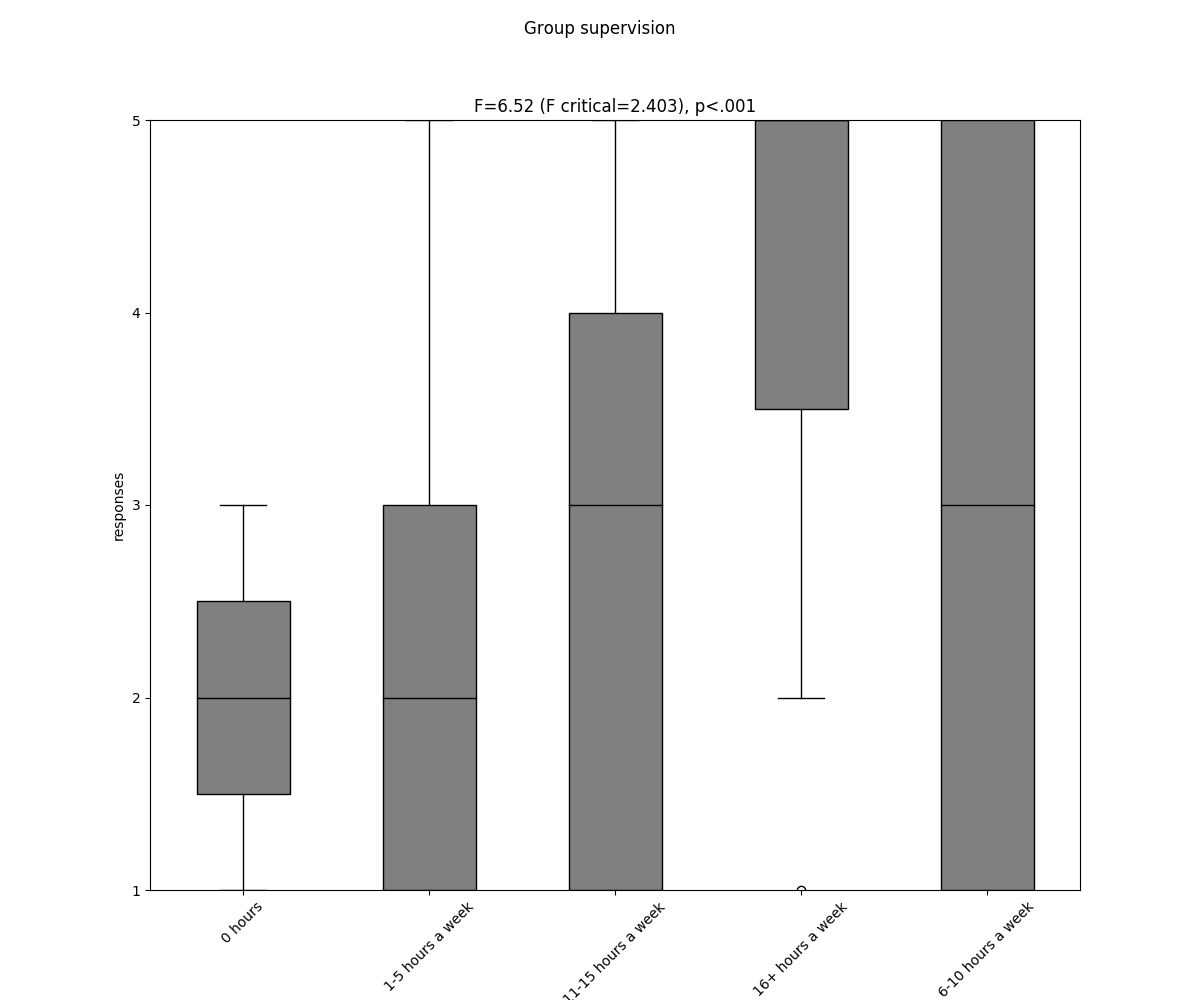 Group supervision
F=6.52 (F critical=2.403), p<.001
5
4
3
2
1
responses
0 hours
1-5 hours a week
11-15 hours a week
16+ hours a week
6-10 hours a week